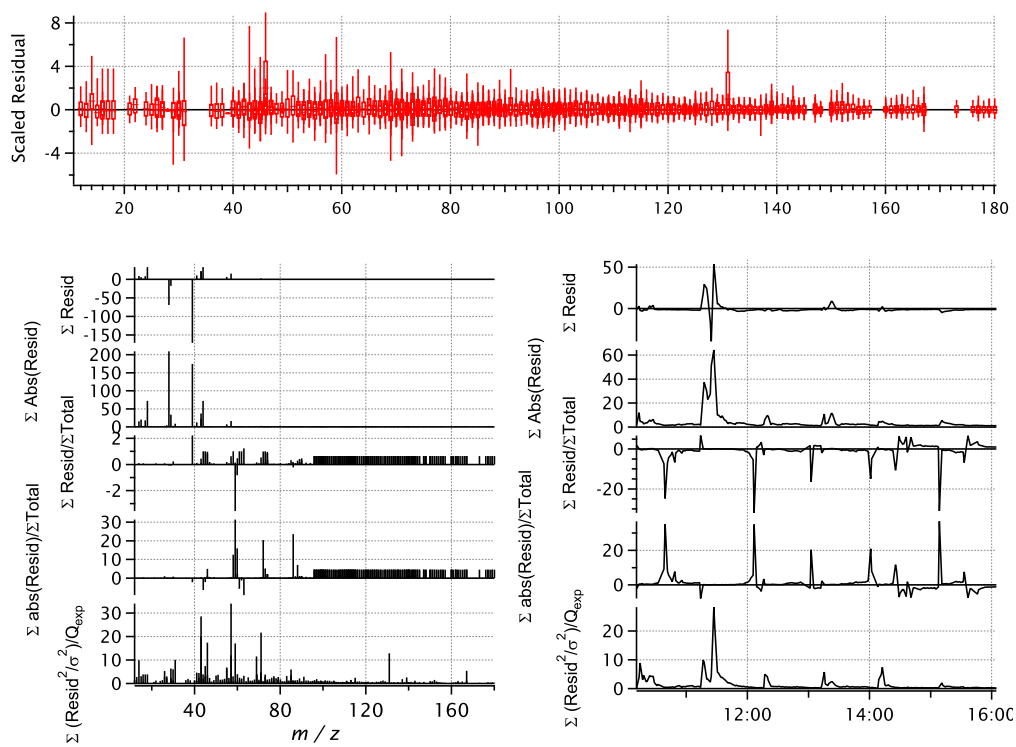 Scaled Residual
8
4
0
-4
20 40 60 80 100 120 140 160 180
m / z
Σ Resid
0
-50
-100
-150
Σ Abs(Resid)
200
150
100
50
0
Σ Resid/ΣTotal
2
0
-2
Σ abs(Resid)/ΣTotal
30
20
10
0
Σ (Resid²/σ²)/Qexp
30
20
10
0
40 80 120 160
m / z
Σ Resid
50
0
Σ Abs(Resid)
60
40
20
0
Σ Resid/ΣTotal
0
-20
Σ abs(Resid)/ΣTotal
20
0
Σ (Resid²/σ²)/Qexp
20
10
0
12:00 14:00 16:00